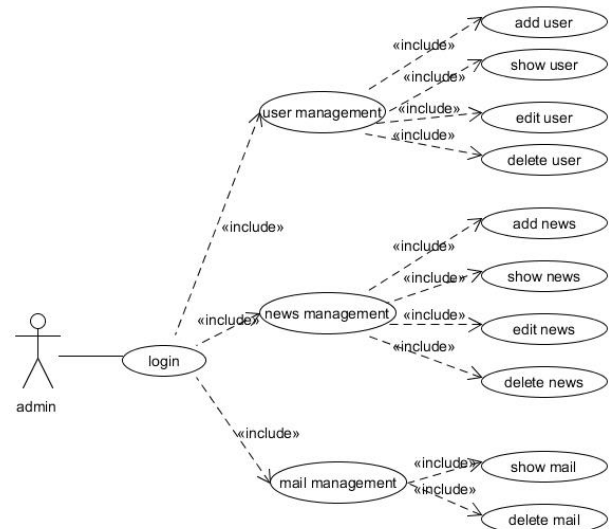 add user
«include»
show user
«include»
user management
«include»
edit user
«include»
delete user
«include»
add news
«include»
show news
«include»
«include»
news management
«include»
edit news
login
«include»
delete news
admin
«include»
«include»
show mail
mail management
«include»
delete mail